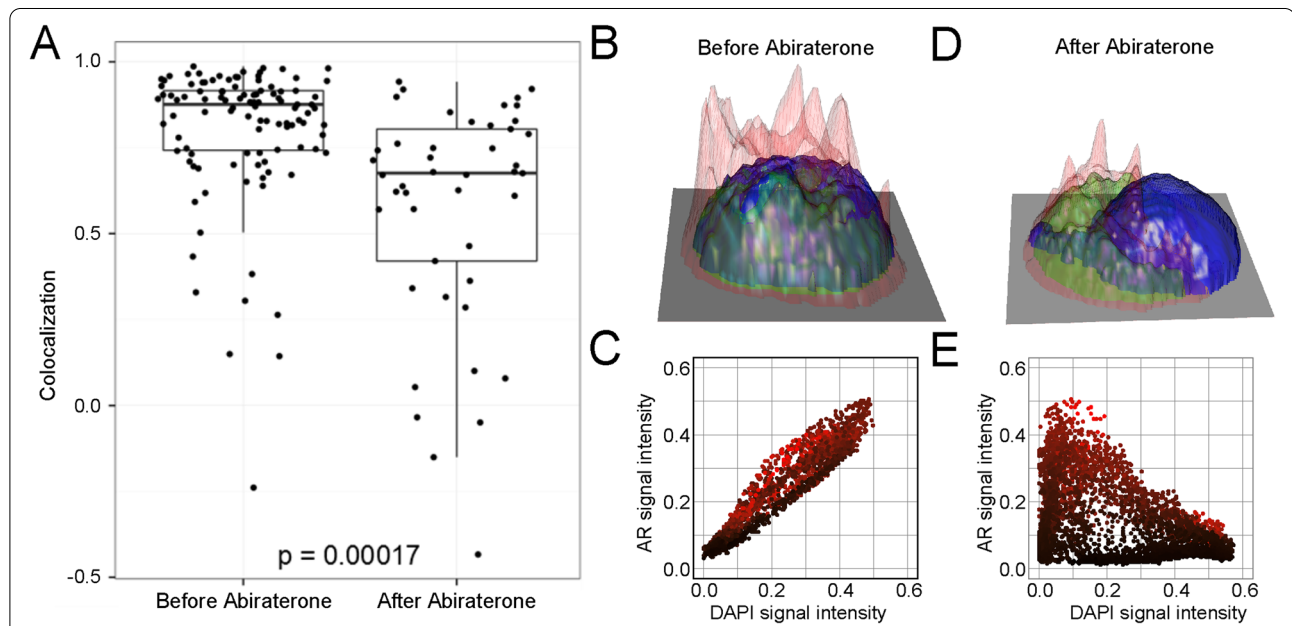 A
1.0
0.5
0.0
-0.5
Colocalization
p = 0.00017
Before Abiraterone
After Abiraterone
B
Before Abiraterone
D
After Abiraterone
C
0.6
0.4
0.2
0.0
AR signal intensity
0.0 0.2 0.4 0.6
DAPI signal intensity
E
0.6
0.4
0.2
0.0
AR signal intensity
0.0 0.2 0.4 0.6
DAPI signal intensity